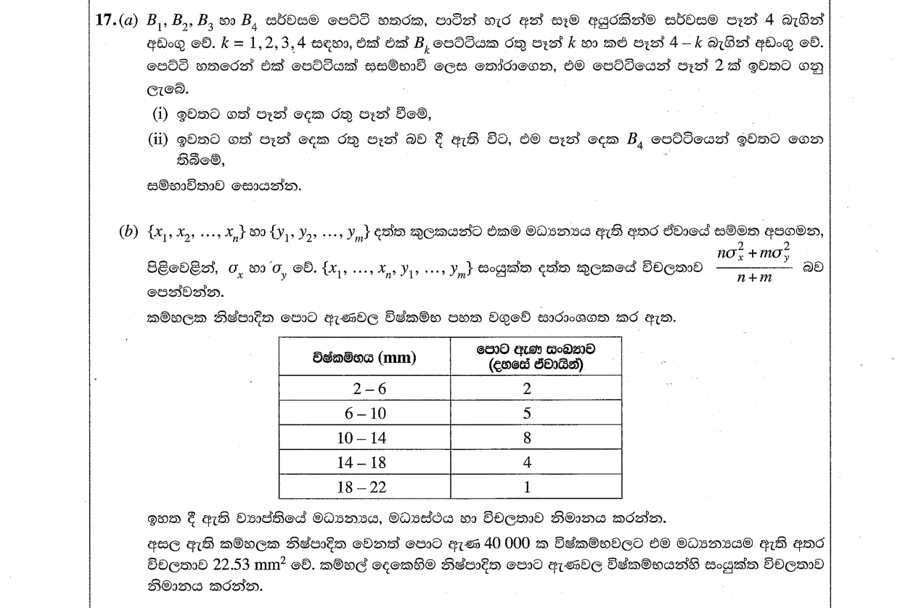 17.(a) B₁, B₂, B₃ හා B₄ සර්වසම පෙට්ටි හතරක, පාටින් හැර අන් සෑම අයුරකින්ම සර්වසම පෑන් 4 බැගින්
අඩංගු වේ. k = 1, 2, 3, 4 සඳහා, එක් එක් Bₖ පෙට්ටියක රතු පෑන් k හා කළු පෑන් 4 – k බැගින් අඩංගු වේ.
පෙට්ටි හතරෙන් එක් පෙට්ටියක් සසම්භාවී ලෙස තෝරාගෙන, එම පෙට්ටියෙන් පෑන් 2 ක් ඉවතට ගනු
ලැබේ.
(i) ඉවතට ගත් පෑන් දෙක රතු පෑන් වීමේ,
(ii) ඉවතට ගත් පෑන් දෙක රතු පෑන් බව දී ඇති විට, එම පෑන් දෙක B₄ පෙට්ටියෙන් ඉවතට ගෙන
තිබීමේ,
සම්භාවිතාව සොයන්න.
(b) {x₁, x₂, …, xₙ} හා {y₁, y₂, …, yₘ} දත්ත කුලකයන්ට එකම මධ්‍යන්‍යය ඇති අතර ඒවායේ සම්මත අපගමන,
පිළිවෙළින්, σₓ හා σᵧ වේ. {x₁, …, xₙ, y₁, …, yₘ} සංයුක්ත දත්ත කුලකයේ විචලතාව (nσₓ² + mσᵧ²)/(n + m) බව
පෙන්වන්න.
කම්හලක නිෂ්පාදිත පොට ඇණවල විෂ්කම්භ පහත වගුවේ සාරාංශගත කර ඇත.
විෂ්කම්භය (mm) පොට ඇණ සංඛ්‍යාව
(දහසේ ඒවායින්)
2 – 6 2
6 – 10 5
10 – 14 8
14 – 18 4
18 – 22 1
ඉහත දී ඇති ව්‍යාප්තියේ මධ්‍යන්‍යය, මධ්‍යස්ථය හා විචලතාව නිමානය කරන්න.
අසල ඇති කම්හලක නිෂ්පාදිත වෙනත් පොට ඇණ 40 000 ක විෂ්කම්භවලට එම මධ්‍යන්‍යයම ඇති අතර
විචලතාව 22.53 mm² වේ. කම්හල් දෙකෙහිම නිෂ්පාදිත පොට ඇණවල විෂ්කම්භයන්හි සංයුක්ත විචලතාව
නිමානය කරන්න.